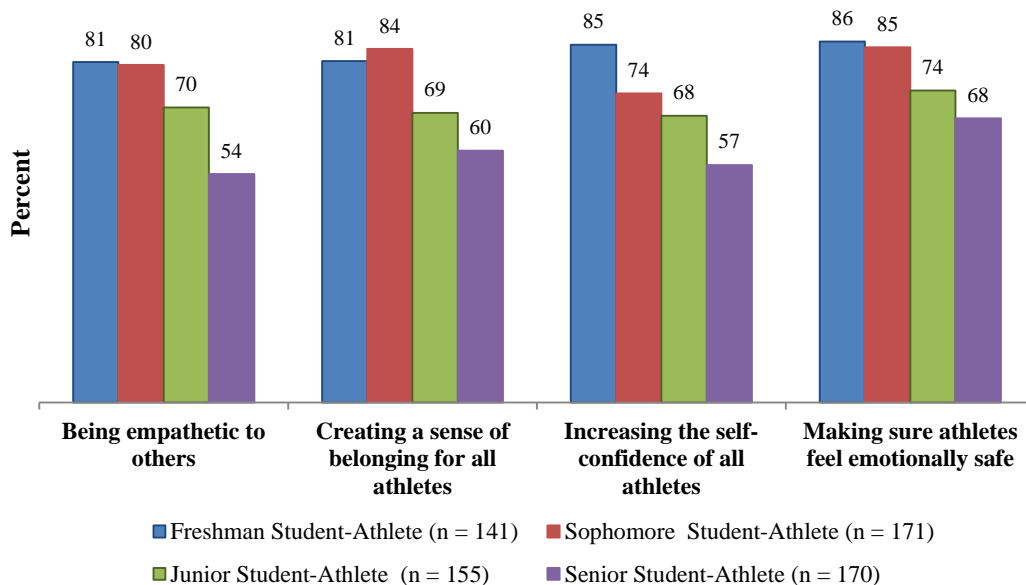 81 80 70 54
81 84 69 60
85 74 68 57
86 85 74 68
Percent
Being empathetic to
others
Creating a sense of
belonging for all
athletes
Increasing the self-
confidence of all
athletes
Making sure athletes
feel emotionally safe
Freshman Student-Athlete (n = 141)
Sophomore Student-Athlete (n = 171)
Junior Student-Athlete (n = 155)
Senior Student-Athlete (n = 170)